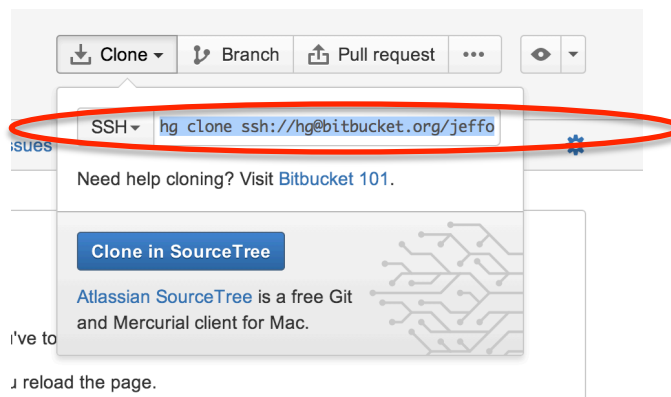 Clone Branch Pull request •••
SSH hg clone ssh://hg@bitbucket.org/jeffo
ssues
Need help cloning? Visit Bitbucket 101.
Clone in SourceTree
Atlassian SourceTree is a free Git
and Mercurial client for Mac.
u've to
u reload the page.